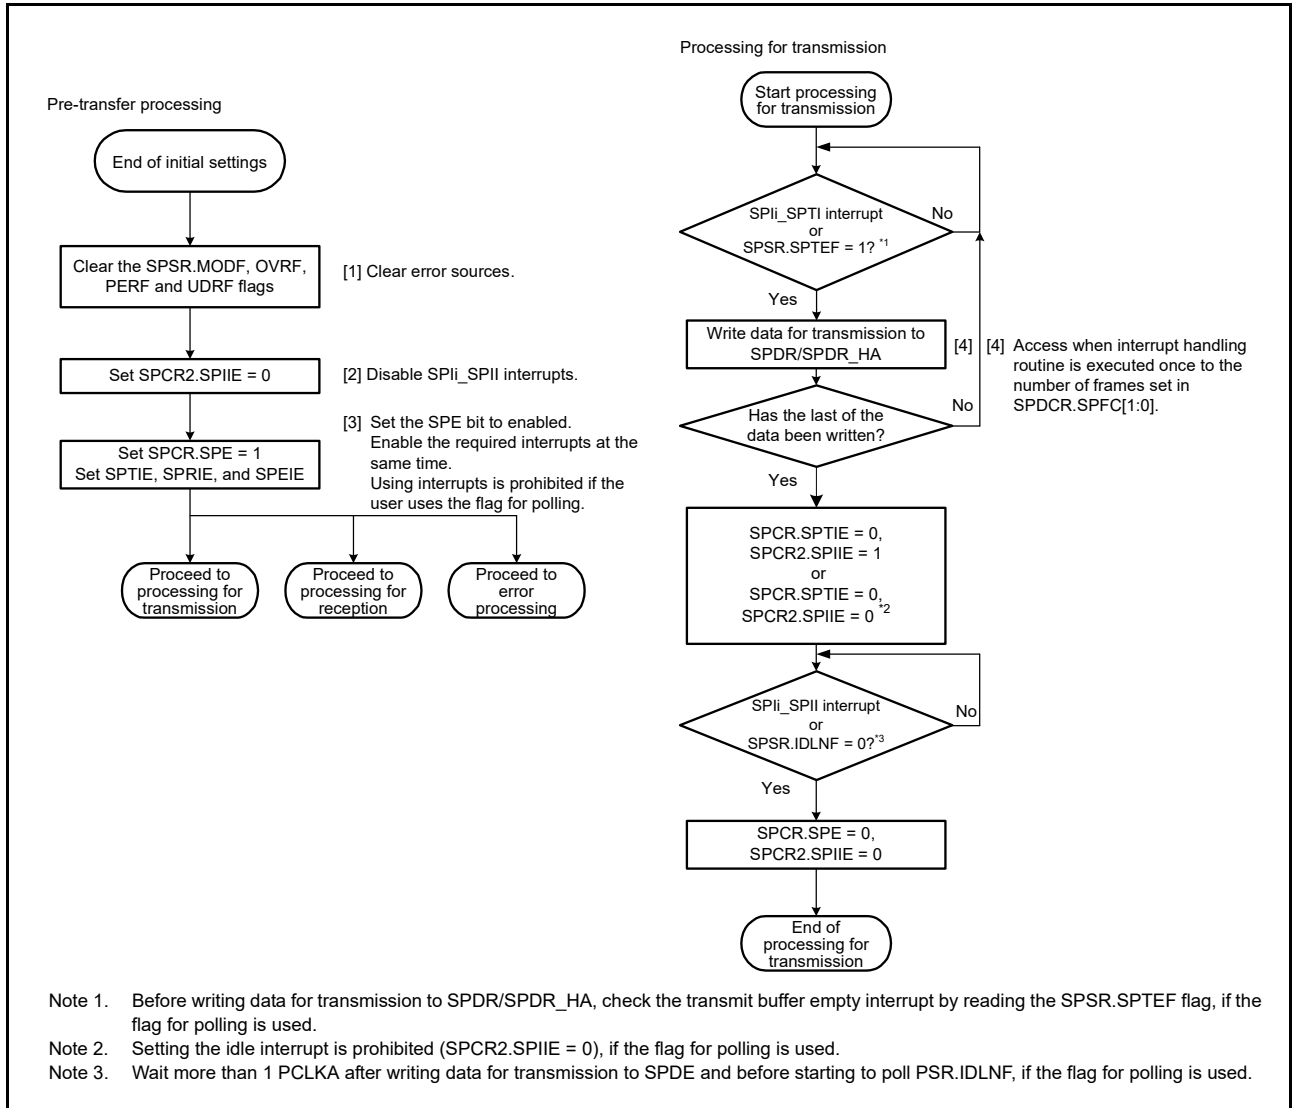 Pre-transfer processing
End of initial settings
Clear the SPSR.MODF, OVRF,
PERF and UDRF flags
[1] Clear error sources.
Set SPCR2.SPIIE = 0
[2] Disable SPIi_SPII interrupts.
Set SPCR.SPE = 1
Set SPTIE, SPRIE, and SPEIE
[3] Set the SPE bit to enabled.
Enable the required interrupts at the
same time.
Using interrupts is prohibited if the
user uses the flag for polling.
Proceed to
processing for
transmission
Proceed to
processing for
reception
Proceed to
error
processing
Processing for transmission
Start processing
for transmission
SPIi_SPTI interrupt
or
SPSR.SPTEF = 1? *1
No
Yes
Write data for transmission to
SPDR/SPDR_HA
[4]
[4] Access when interrupt handling
routine is executed once to the
number of frames set in
SPDCR.SPFC[1:0].
Has the last of the
data been written?
No
Yes
SPCR.SPTIE = 0,
SPCR2.SPIIE = 1
or
SPCR.SPTIE = 0,
SPCR2.SPIIE = 0 *2
SPIi_SPII interrupt
or
SPSR.IDLNF = 0?*3
No
Yes
SPCR.SPE = 0,
SPCR2.SPIIE = 0
End of
processing for
transmission
Note 1. Before writing data for transmission to SPDR/SPDR_HA, check the transmit buffer empty interrupt by reading the SPSR.SPTEF flag, if the
flag for polling is used.
Note 2. Setting the idle interrupt is prohibited (SPCR2.SPIIE = 0), if the flag for polling is used.
Note 3. Wait more than 1 PCLKA after writing data for transmission to SPDE and before starting to poll PSR.IDLNF, if the flag for polling is used.